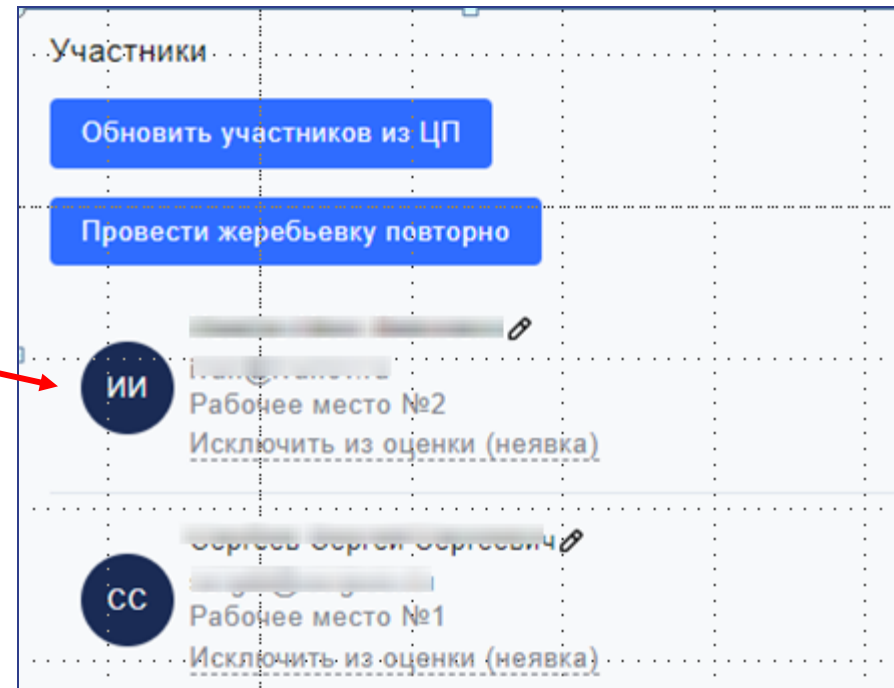 Участники
Обновить участников из ЦП
Провести жеребьевку повторно
ИИ
Рабочее место №2
Исключить из оценки (неявка)
СС
Рабочее место №1
Исключить из оценки (неявка)